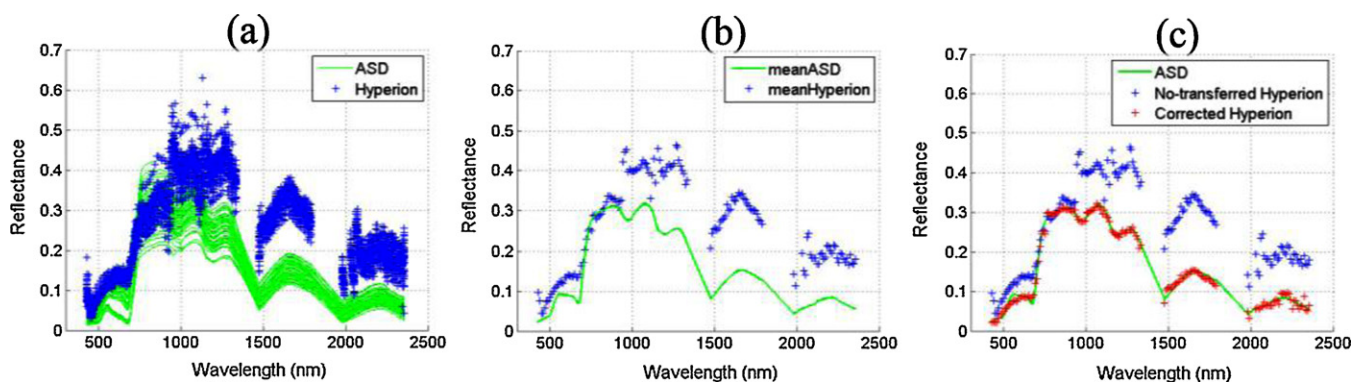 (a)
0.7
0.6
0.5
0.4
0.3
0.2
0.1
0
Reflectance
ASD
Hyperion
500 1000 1500 2000 2500
Wavelength (nm)
(b)
0.7
0.6
0.5
0.4
0.3
0.2
0.1
0
Reflectance
meanASD
meanHyperion
500 1000 1500 2000 2500
Wavelength (nm)
(c)
0.7
0.6
0.5
0.4
0.3
0.2
0.1
0
Reflectance
ASD
No-transferred Hyperion
Corrected Hyperion
500 1000 1500 2000 2500
Wavelength (nm)